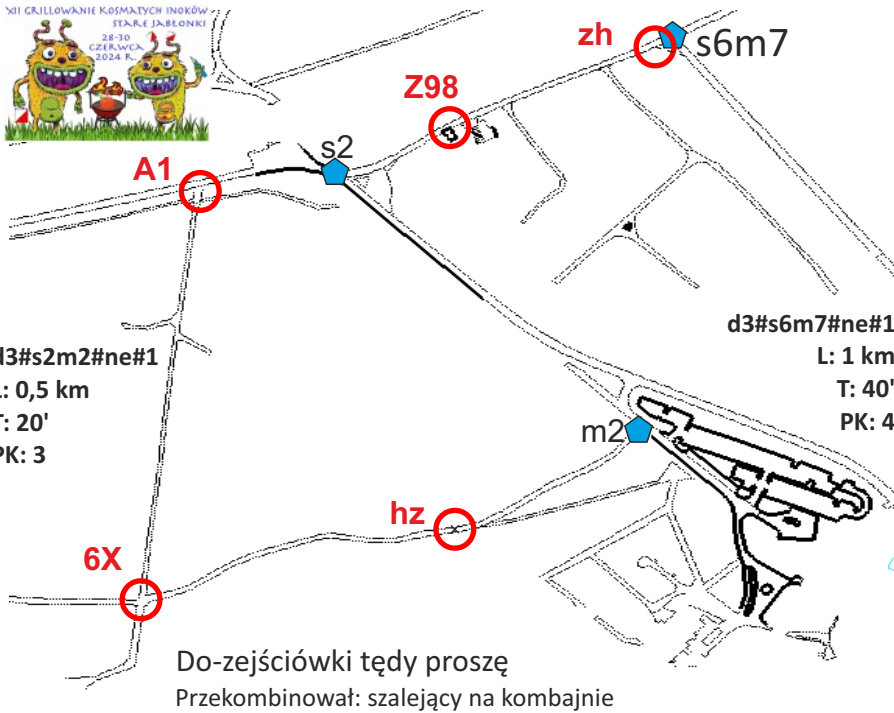 XII GRILLOWANIE KOSMATYCH INOKÓW
STARE JABŁONKI
28-30
CZERWCA
2024 R.
zh
s6m7
Z98
s2
A1
d3#s6m7#ne#1
L: 1 km
T: 40'
PK: 4
d3#s2m2#ne#1
L: 0,5 km
T: 20'
PK: 3
m2
hz
6X
Do-zejściówki tędy proszę
Przekombinował: szalejący na kombajnie